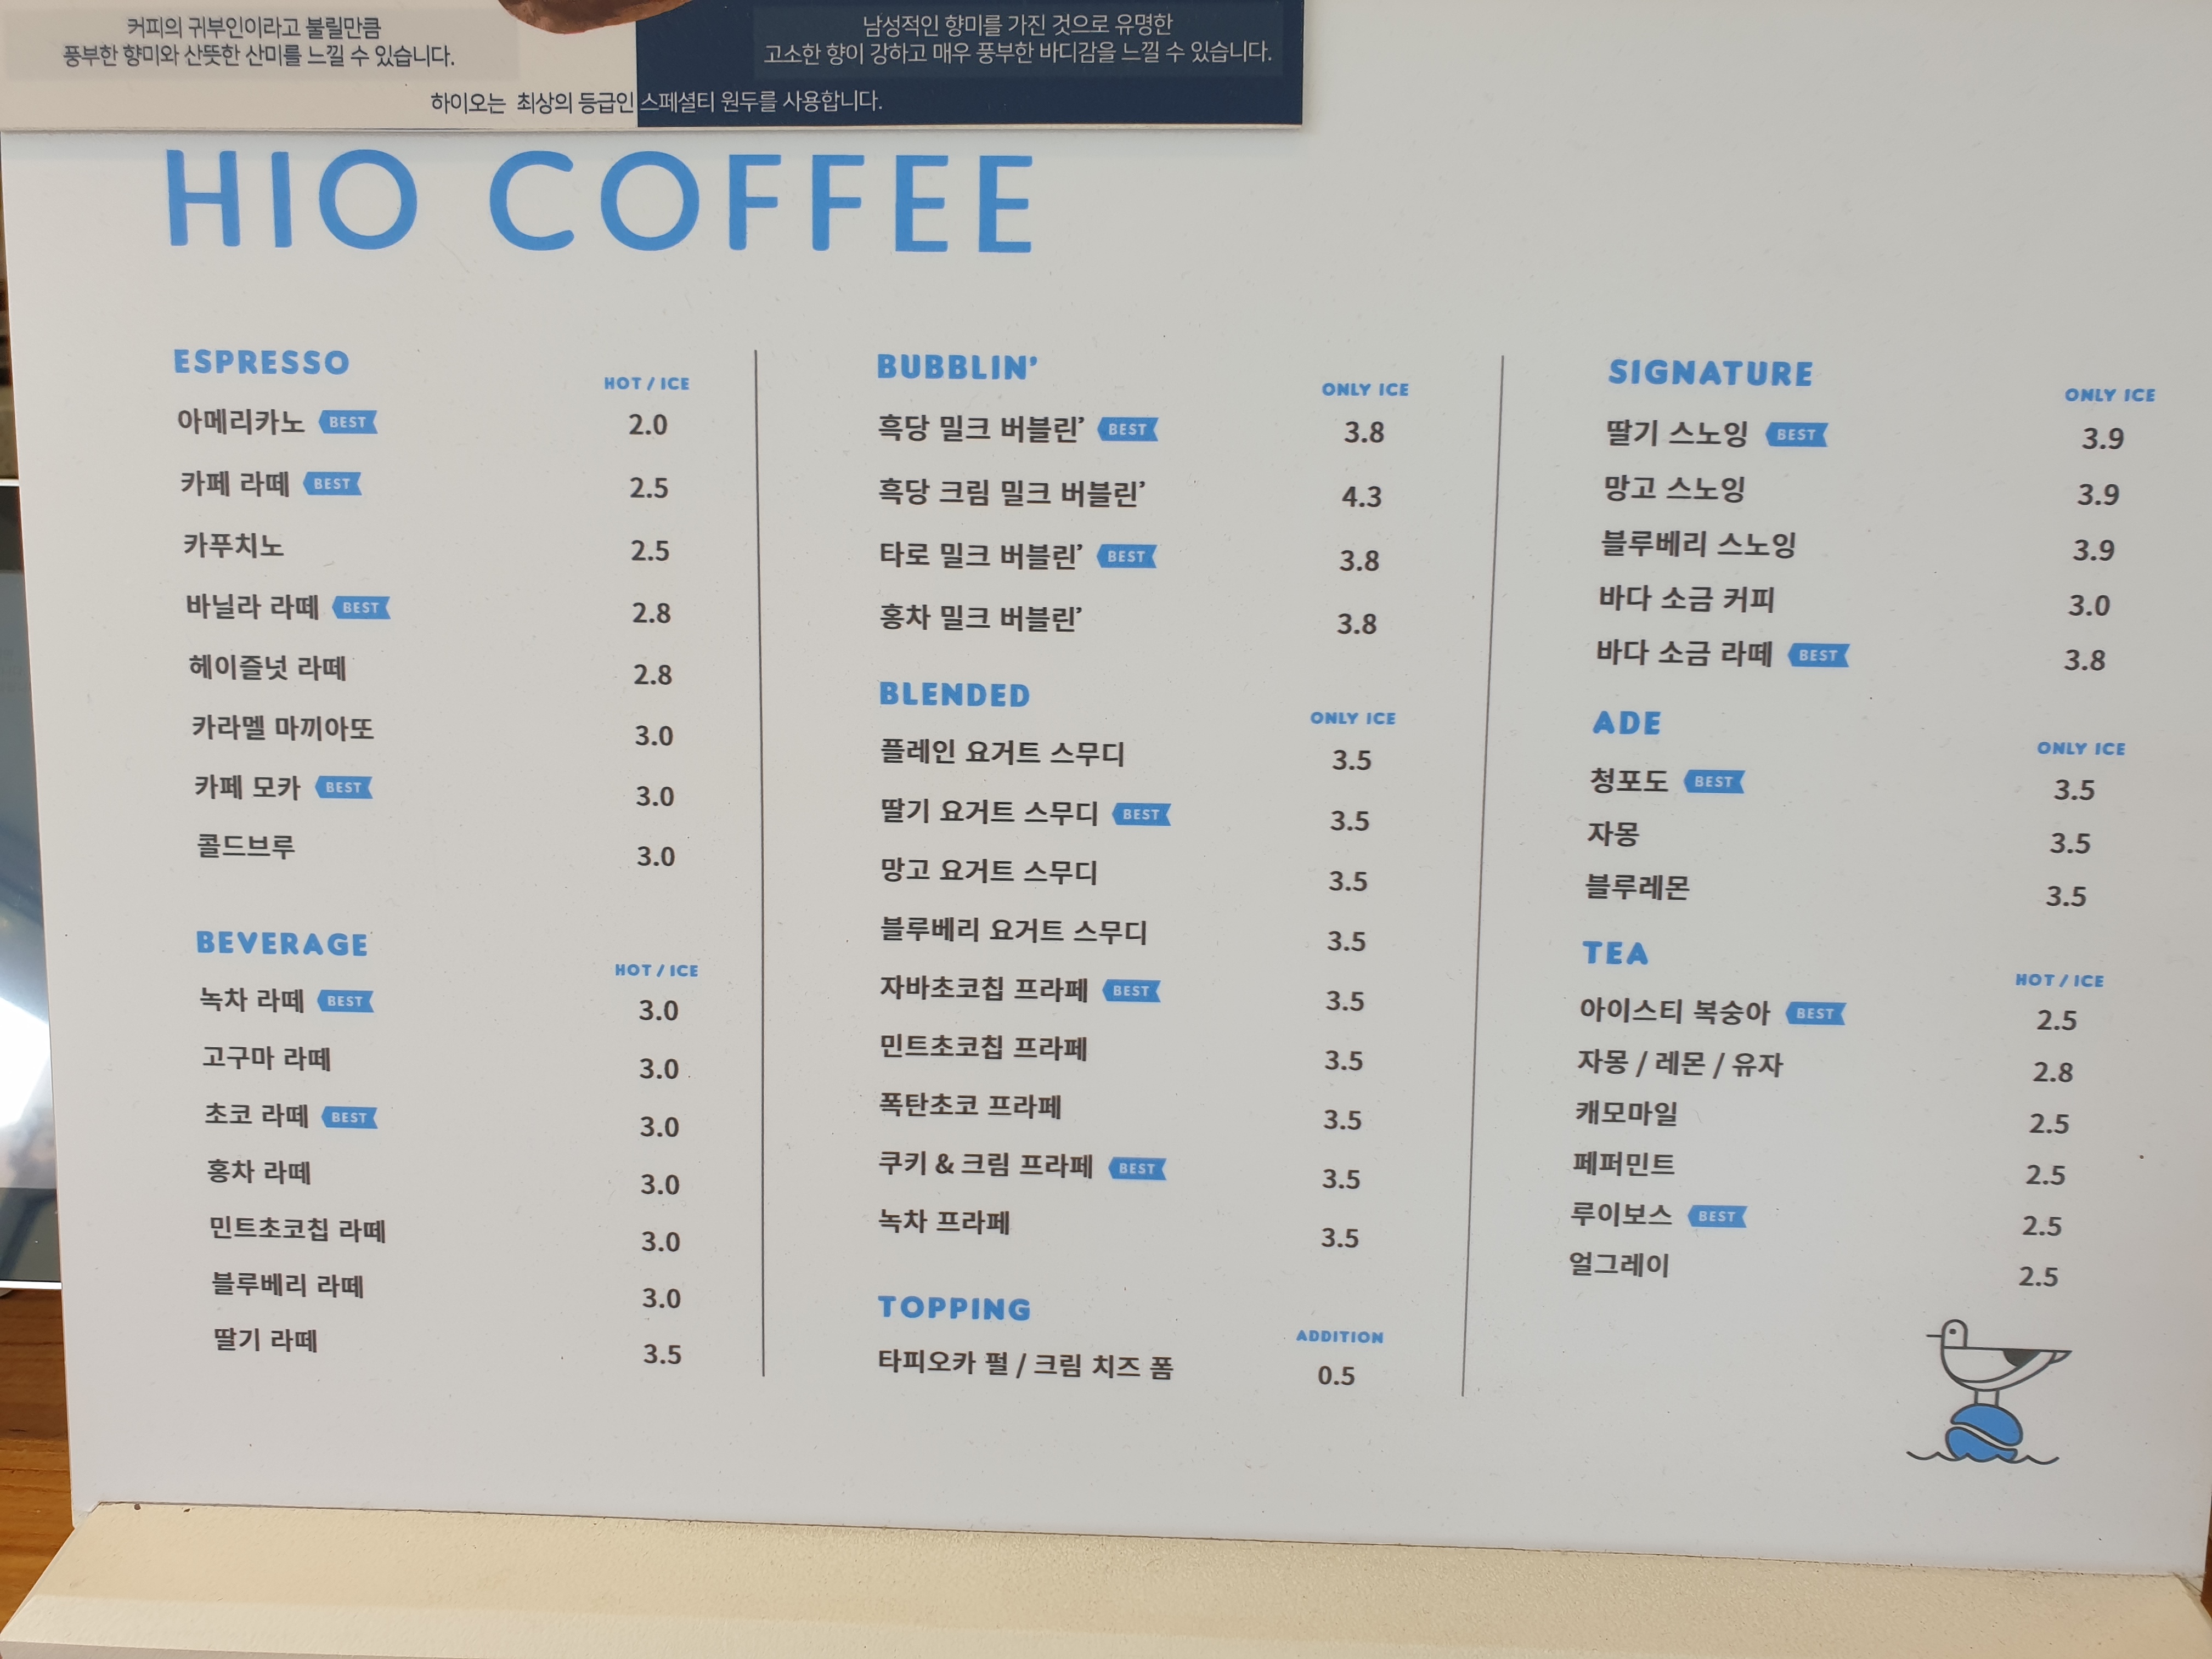 커피의 귀부인이라고 불릴만큼
풍부한 향미와 산뜻한 산미를 느낄 수 있습니다.
남성적인 향미를 가진 것으로 유명한
고소한 향이 강하고 매우 풍부한 바디감을 느낄 수 있습니다.
하이오는 최상의 등급인 스페셜티 원두를 사용합니다.
HIO COFFEE
ESPRESSO
HOT / ICE
아메리카노 BEST 2.0
카페 라떼 BEST 2.5
카푸치노 2.5
바닐라 라떼 BEST 2.8
헤이즐넛 라떼 2.8
카라멜 마끼아또 3.0
카페 모카 BEST 3.0
콜드브루 3.0
BEVERAGE
HOT / ICE
녹차 라떼 BEST 3.0
고구마 라떼 3.0
초코 라떼 BEST 3.0
홍차 라떼 3.0
민트초코칩 라떼 3.0
블루베리 라떼 3.0
딸기 라떼 3.5
BUBBLIN'
ONLY ICE
흑당 밀크 버블린' BEST 3.8
흑당 크림 밀크 버블린' 4.3
타로 밀크 버블린' BEST 3.8
홍차 밀크 버블린' 3.8
BLENDED
ONLY ICE
플레인 요거트 스무디 3.5
딸기 요거트 스무디 BEST 3.5
망고 요거트 스무디 3.5
블루베리 요거트 스무디 3.5
자바초코칩 프라페 BEST 3.5
민트초코칩 프라페 3.5
폭탄초코 프라페 3.5
쿠키 & 크림 프라페 BEST 3.5
녹차 프라페 3.5
TOPPING
ADDITION
타피오카 펄 / 크림 치즈 폼 0.5
SIGNATURE
ONLY ICE
딸기 스노잉 BEST 3.9
망고 스노잉 3.9
블루베리 스노잉 3.9
바다 소금 커피 3.0
바다 소금 라떼 BEST 3.8
ADE
ONLY ICE
청포도 BEST 3.5
자몽 3.5
블루레몬 3.5
TEA
HOT / ICE
아이스티 복숭아 BEST 2.5
자몽 / 레몬 / 유자 2.8
캐모마일 2.5
페퍼민트 2.5
루이보스 BEST 2.5
얼그레이 2.5